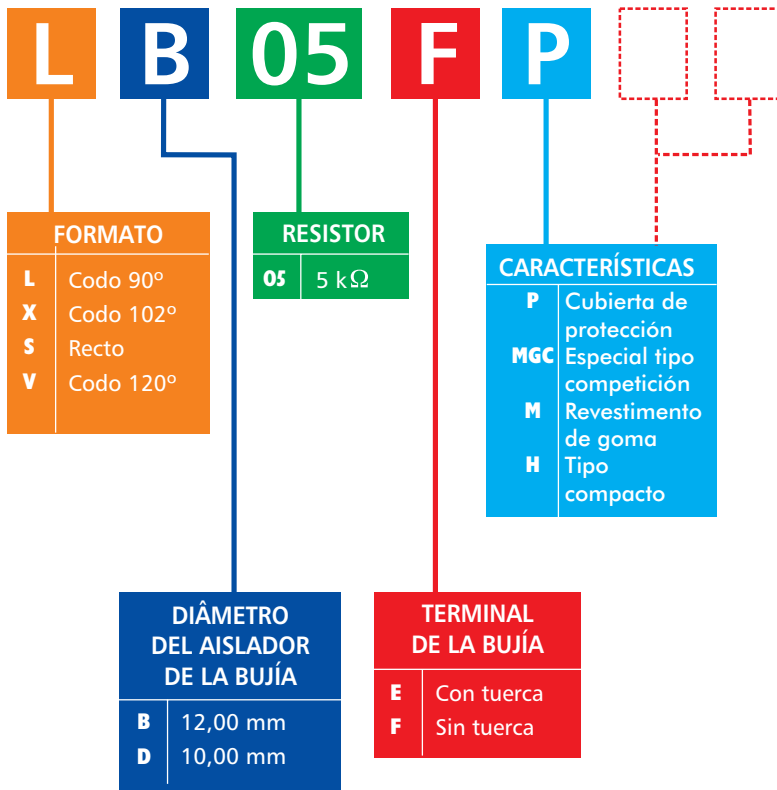 L B 05 F P
FORMATO
L Codo 90º
X Codo 102º
S Recto
V Codo 120º
RESISTOR
05 5 kΩ
CARACTERÍSTICAS
P Cubierta de
protección
MGC Especial tipo
competición
M Revestimento
de goma
H Tipo
compacto
DIÂMETRO
DEL AISLADOR
DE LA BUJÍA
B 12,00 mm
D 10,00 mm
TERMINAL
DE LA BUJÍA
E Con tuerca
F Sin tuerca